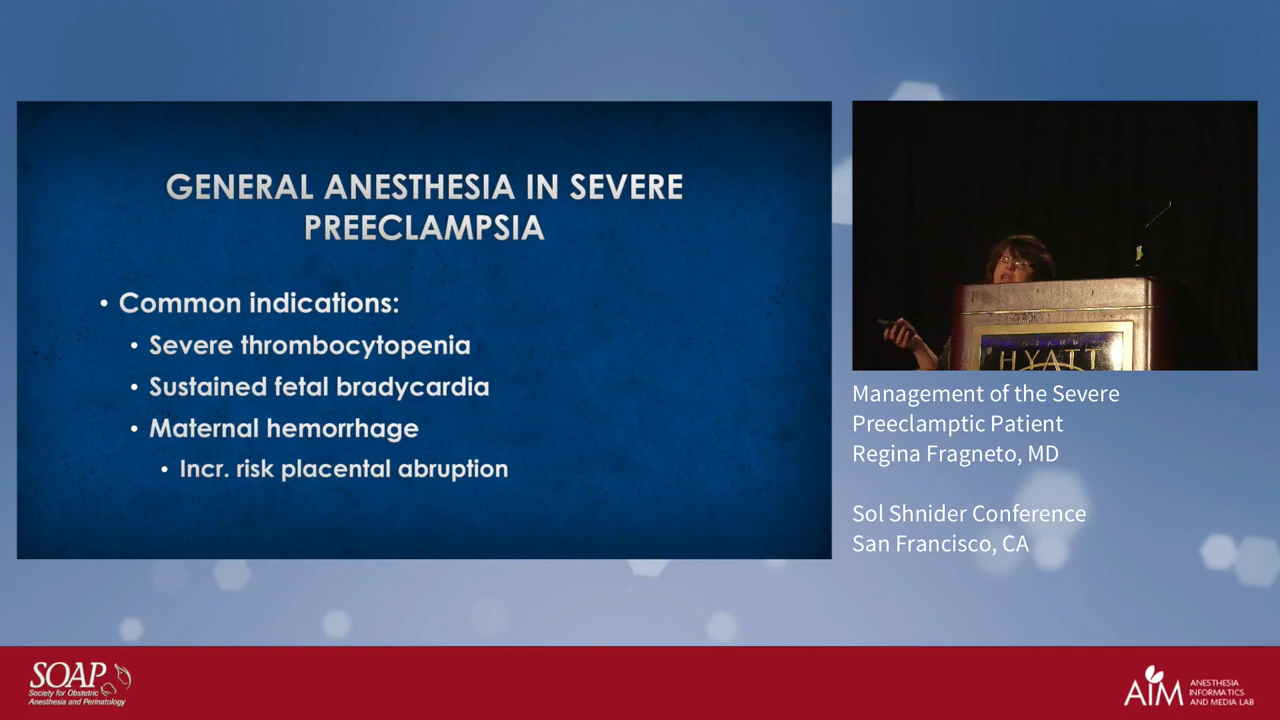 GENERAL ANESTHESIA IN SEVERE
PREECLAMPSIA
• Common indications:
• Severe thrombocytopenia
• Sustained fetal bradycardia
• Maternal hemorrhage
• Incr. risk placental abruption
HYATT
Management of the Severe
Preeclamptic Patient
Regina Fragneto, MD
Sol Shnider Conference
San Francisco, CA
SOAP
Society for Obstetric
Anesthesia and Perinatology
AIM
ANESTHESIA
INFORMATICS
AND MEDIA LAB